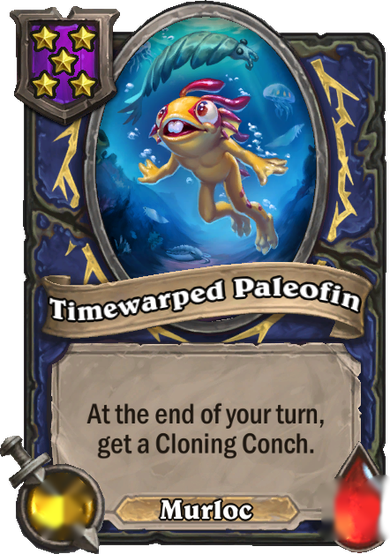 Timewarped Paleofin
At the end of your turn,
get a Cloning Conch.
Murloc